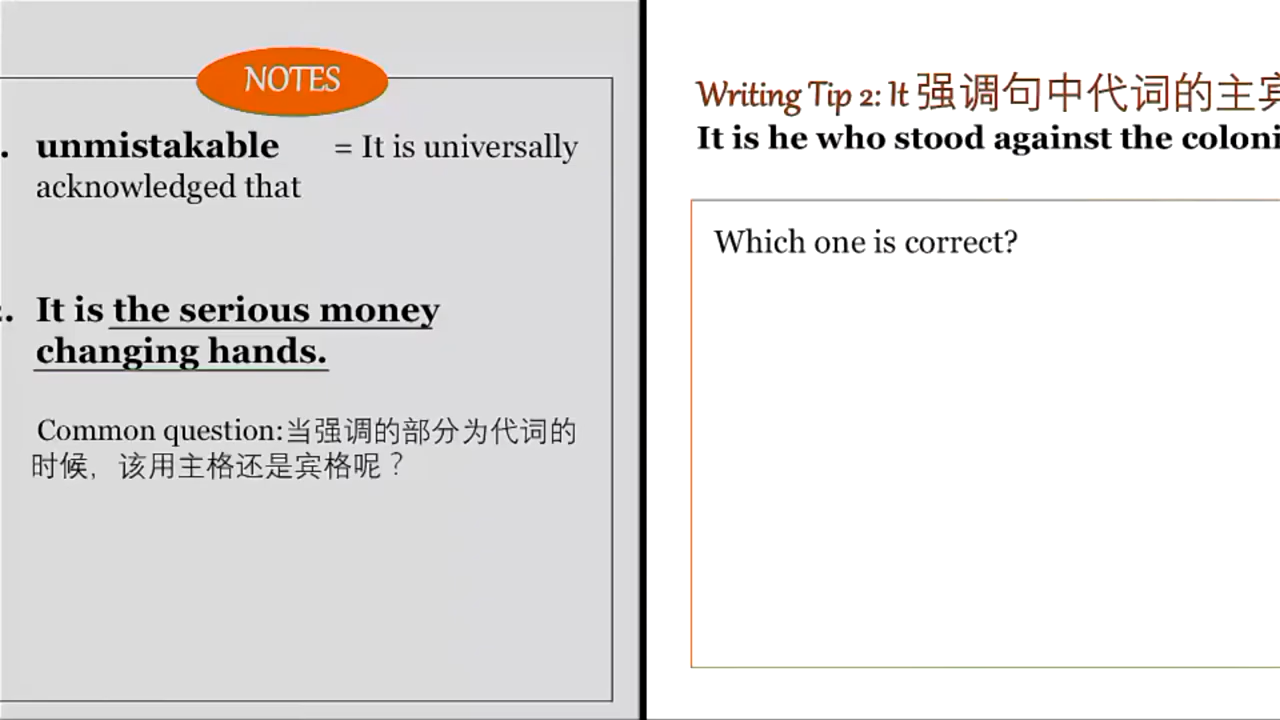 NOTES
. unmistakable = It is universally
acknowledged that
. It is the serious money
changing hands.
Common question:当强调的部分为代词的
时候，该用主格还是宾格呢？
Writing Tip 2: It 强调句中代词的主宾
It is he who stood against the coloni
Which one is correct?